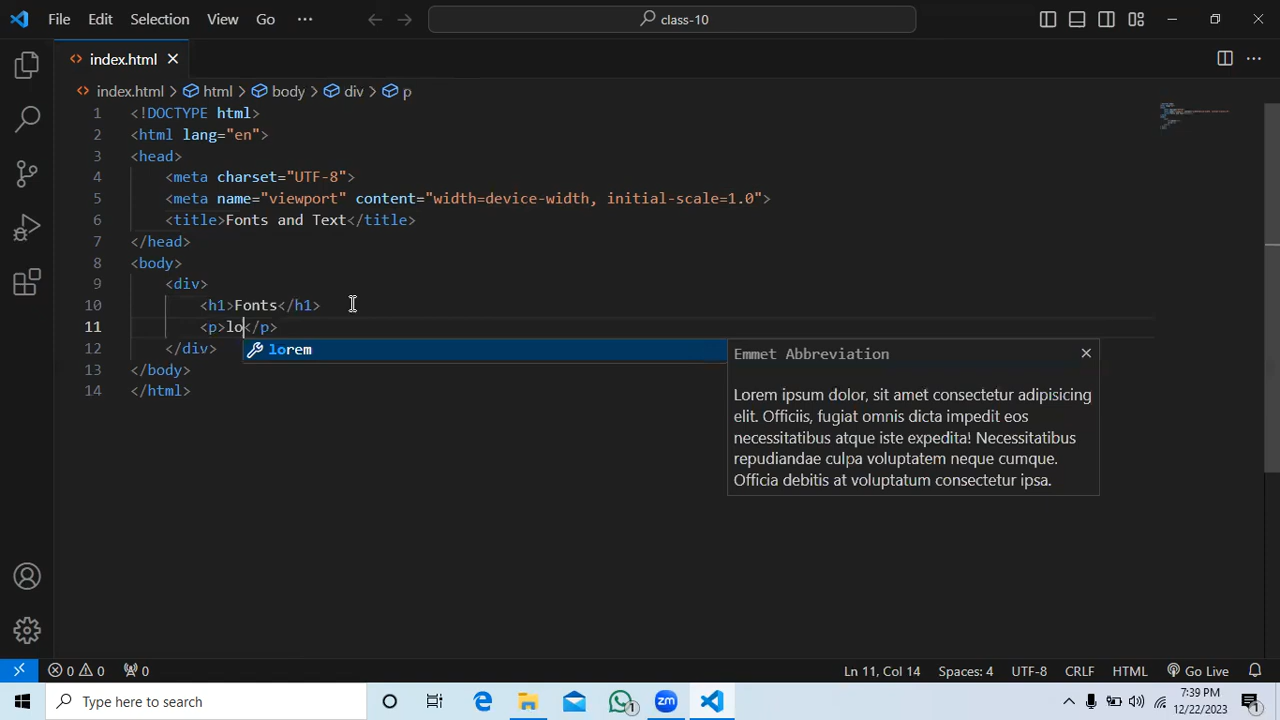 File Edit Selection View Go ··· class-10
index.html
index.html > html > body > div > p
1 <!DOCTYPE html>
2 <html lang="en">
3 <head>
4 <meta charset="UTF-8">
5 <meta name="viewport" content="width=device-width, initial-scale=1.0">
6 <title>Fonts and Text</title>
7 </head>
8 <body>
9 <div>
10 <h1>Fonts</h1>
11 <p>lo</p>
12 </div>
13 </body>
14 </html>
lorem
Emmet Abbreviation
Lorem ipsum dolor, sit amet consectetur adipisicing
elit. Officiis, fugiat omnis dicta impedit eos
necessitatibus atque iste expedita! Necessitatibus
repudiandae culpa voluptatem neque cumque.
Officia debitis at voluptatum consectetur ipsa.
0 0 0 Ln 11, Col 14 Spaces: 4 UTF-8 CRLF HTML Go Live
Type here to search 1 zm 7:39 PM
12/22/2023 1